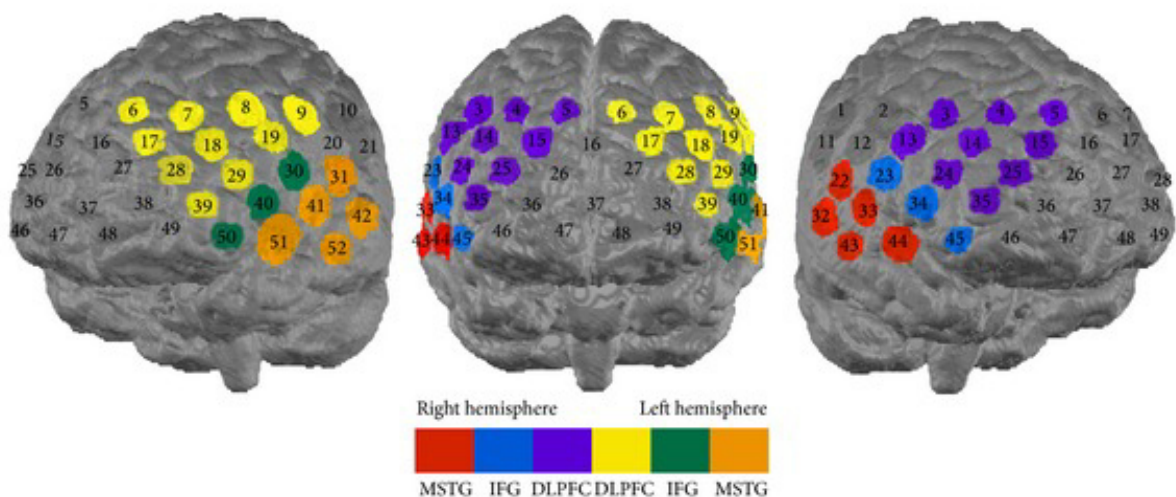 5 6 7 8 9 10
15 16 17 18 19 20 21
25 26 27 28 29 30 31
36 37 38 39 40 41 42
46 47 48 49 50 51 52
3 4 5 6 7 8 9
13 14 15 16 17 18 19
23 24 25 26 27 28 29 30
33 34 35 36 37 38 39 40 41
43 44 45 46 47 48 49 50 51
1 2 3 4 5 6 7
11 12 13 14 15 16 17
22 23 24 25 26 27 28
32 33 34 35 36 37 38
43 44 45 46 47 48 49
Right hemisphere Left hemisphere
MSTG IFG DLPFC DLPFC IFG MSTG